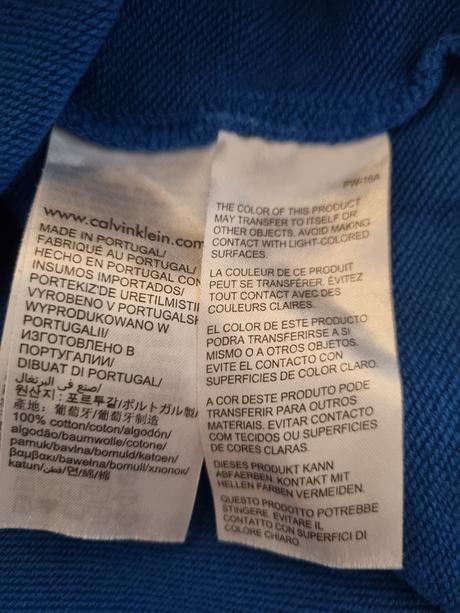 www.calvinklein.com
MADE IN PORTUGAL/
FABRIQUÉ AU PORTUGAL/
HECHO EN PORTUGAL CON
INSUMOS IMPORTADOS/
PORTEKIZ'DE URETILMISTIR
VYROBENO V PORTUGALSK
WYPRODUKOWANO W
PORTUGALII/
ИЗГОТОВЛЕНО В
ПОРТУГАЛИИ/
DIBUAT DI PORTUGAL/
صنع في البرتغال/
원산지 : 포르투갈/ポルトガル製/
產地: 葡萄牙/葡萄牙制造
100% cotton/coton/algodón/
algodão/baumwolle/cotone/
pamuk/bavlna/bomuld/katoen/
βαμβακι/bawelna/bomull/хлопок/
katun/قطن/면/綿/棉
PW-16A
THE COLOR OF THIS PRODUCT
MAY TRANSFER TO ITSELF OR
OTHER OBJECTS. AVOID MAKING
CONTACT WITH LIGHT-COLORED
SURFACES.
LA COULEUR DE CE PRODUIT
PEUT SE TRANSFÉRER. ÉVITEZ
TOUT CONTACT AVEC DES
COULEURS CLAIRES.
EL COLOR DE ESTE PRODUCTO
PODRA TRANSFERIRSE A SI
MISMO O A OTROS OBJETOS.
EVITE EL CONTACTO CON
SUPERFICIES DE COLOR CLARO.
A COR DESTE PRODUTO PODE
TRANSFERIR PARA OUTROS
MATERIAIS. EVITAR CONTACTO
COM TECIDOS OU SUPERFICIES
DE CORES CLARAS.
DIESES PRODUKT KANN
ABFAERBEN. KONTAKT MIT
HELLEN FARBEN VERMEIDEN.
QUESTO PRODOTTO POTREBBE
STINGERE. EVITARE IL
CONTATTO CON SUPERFICI DI
COLORE CHIARO.